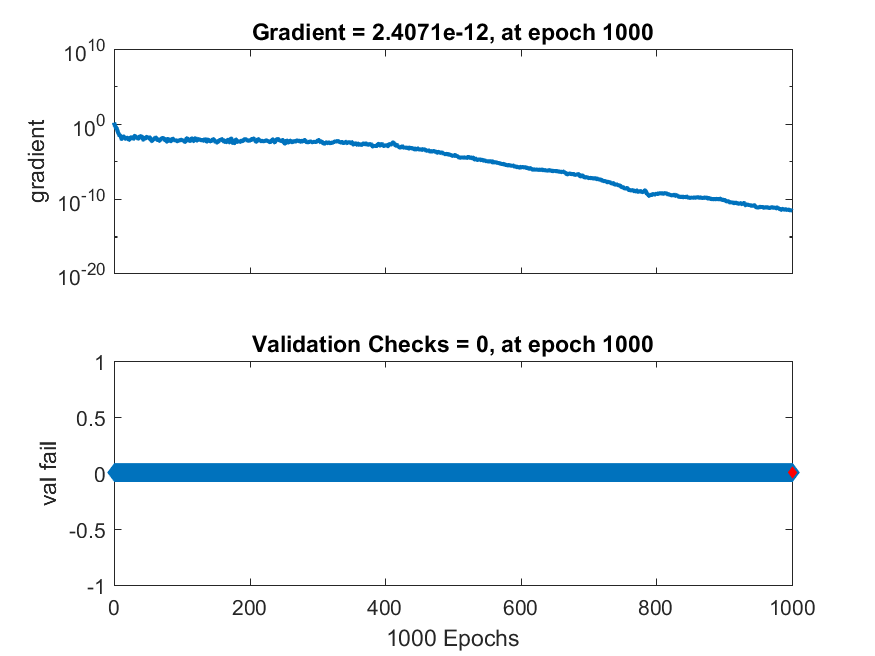 Gradient = 2.4071e-12, at epoch 1000
10^10
10^0
10^-10
10^-20
gradient
Validation Checks = 0, at epoch 1000
1
0.5
0
-0.5
-1
val fail
0 200 400 600 800 1000
1000 Epochs